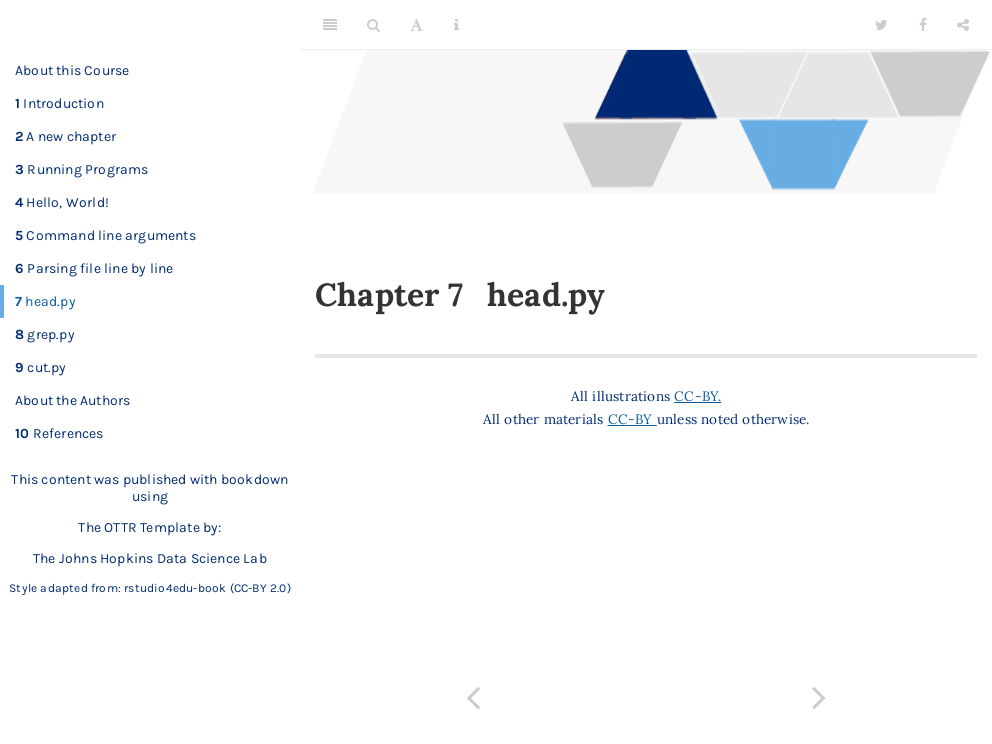 About this Course
1 Introduction
2 A new chapter
3 Running Programs
4 Hello, World!
5 Command line arguments
6 Parsing file line by line
7 head.py
8 grep.py
9 cut.py
About the Authors
10 References
This content was published with bookdown
using
The OTTR Template by:
The Johns Hopkins Data Science Lab
Style adapted from: rstudio4edu-book (CC-BY 2.0)
Chapter 7 head.py
All illustrations CC-BY.
All other materials CC-BY unless noted otherwise.